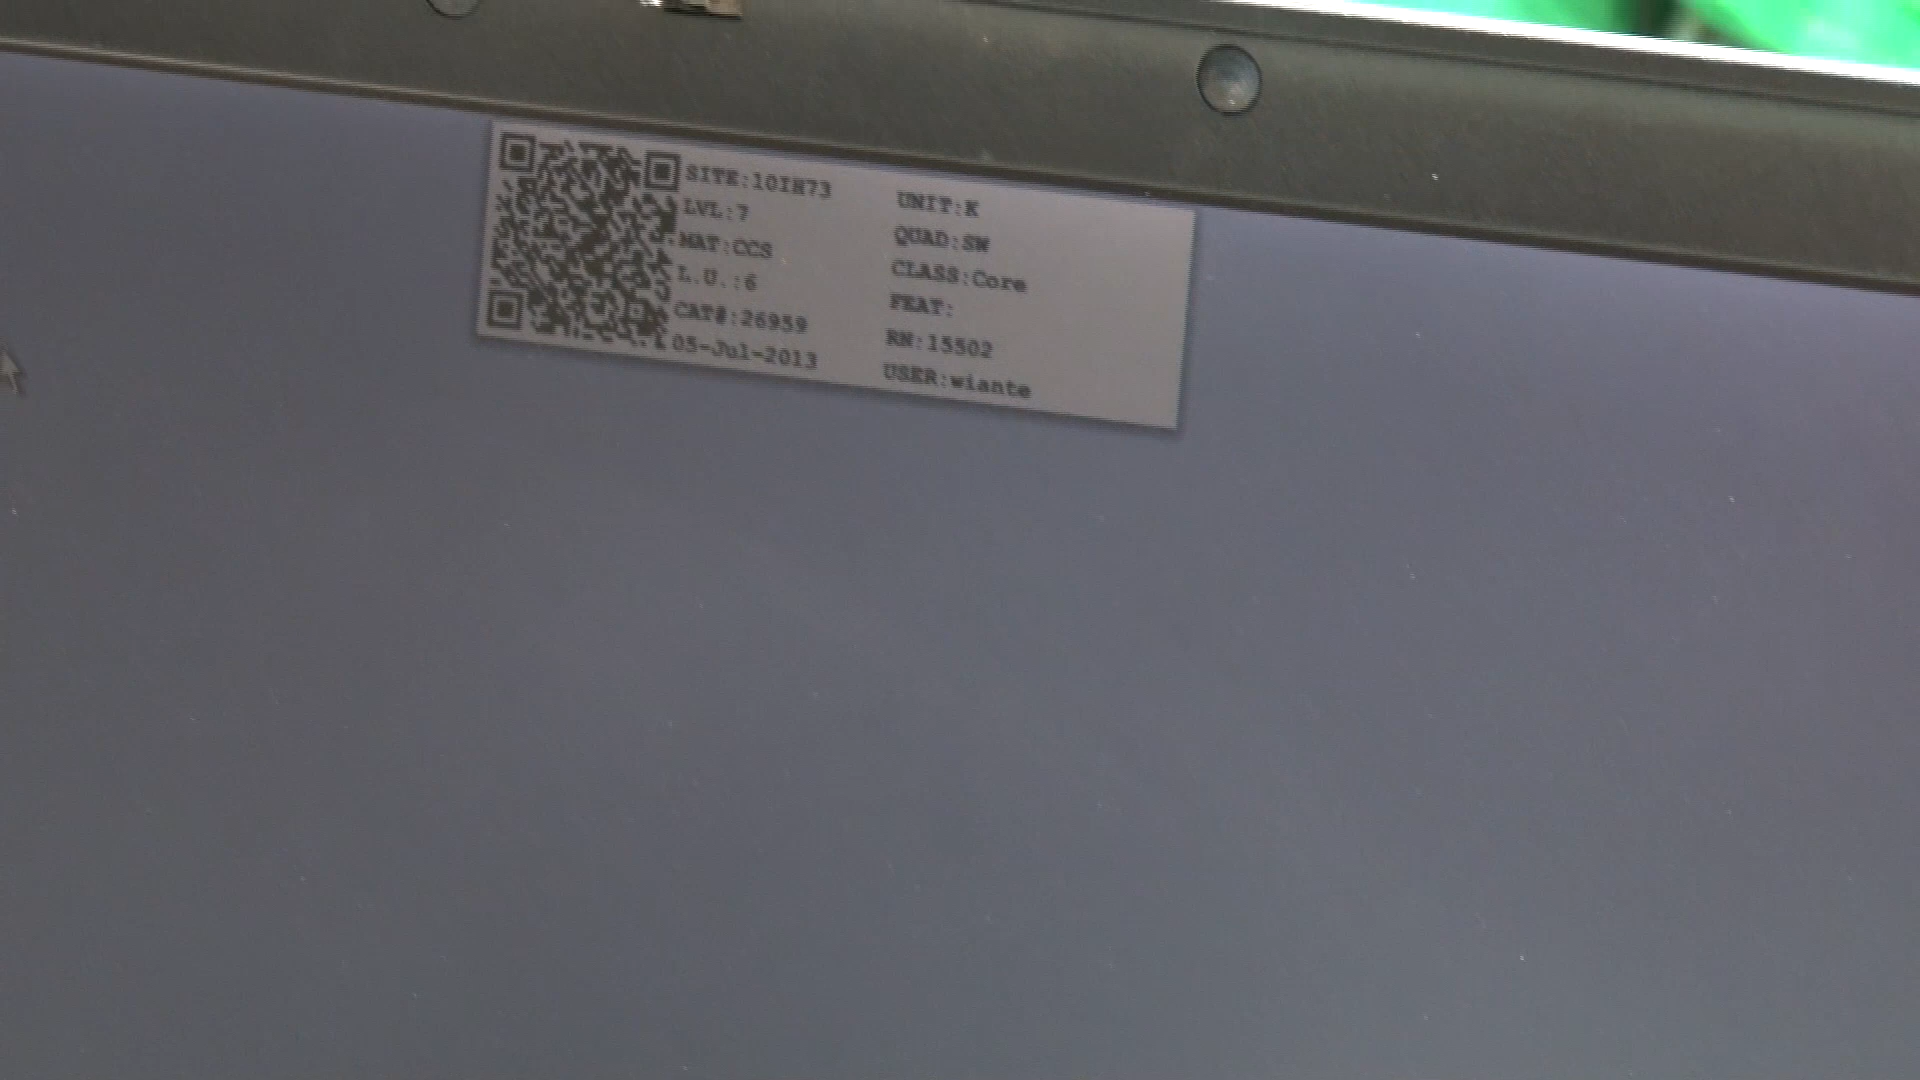 SITE:10IH73
LVL:7
MAT:CCS
L.U.:6
CAT#:26959
05-Jul-2013
UNIT:K
QUAD:SW
CLASS:Core
FEAT:
RN:15502
USER:wiante